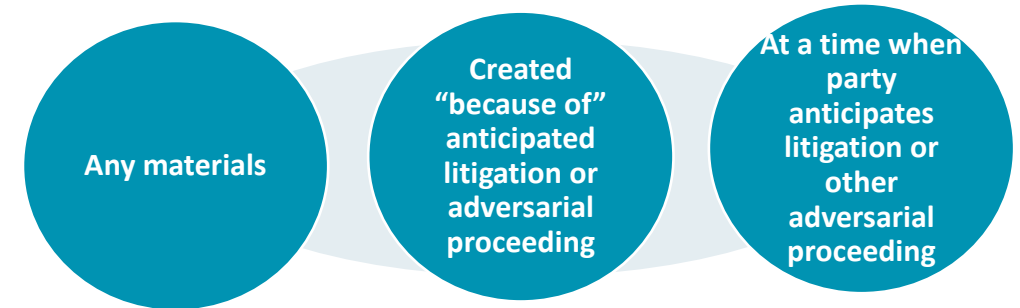 Any materials
Created
“because of”
anticipated
litigation or
adversarial
proceeding
At a time when
party
anticipates
litigation or
other
adversarial
proceeding